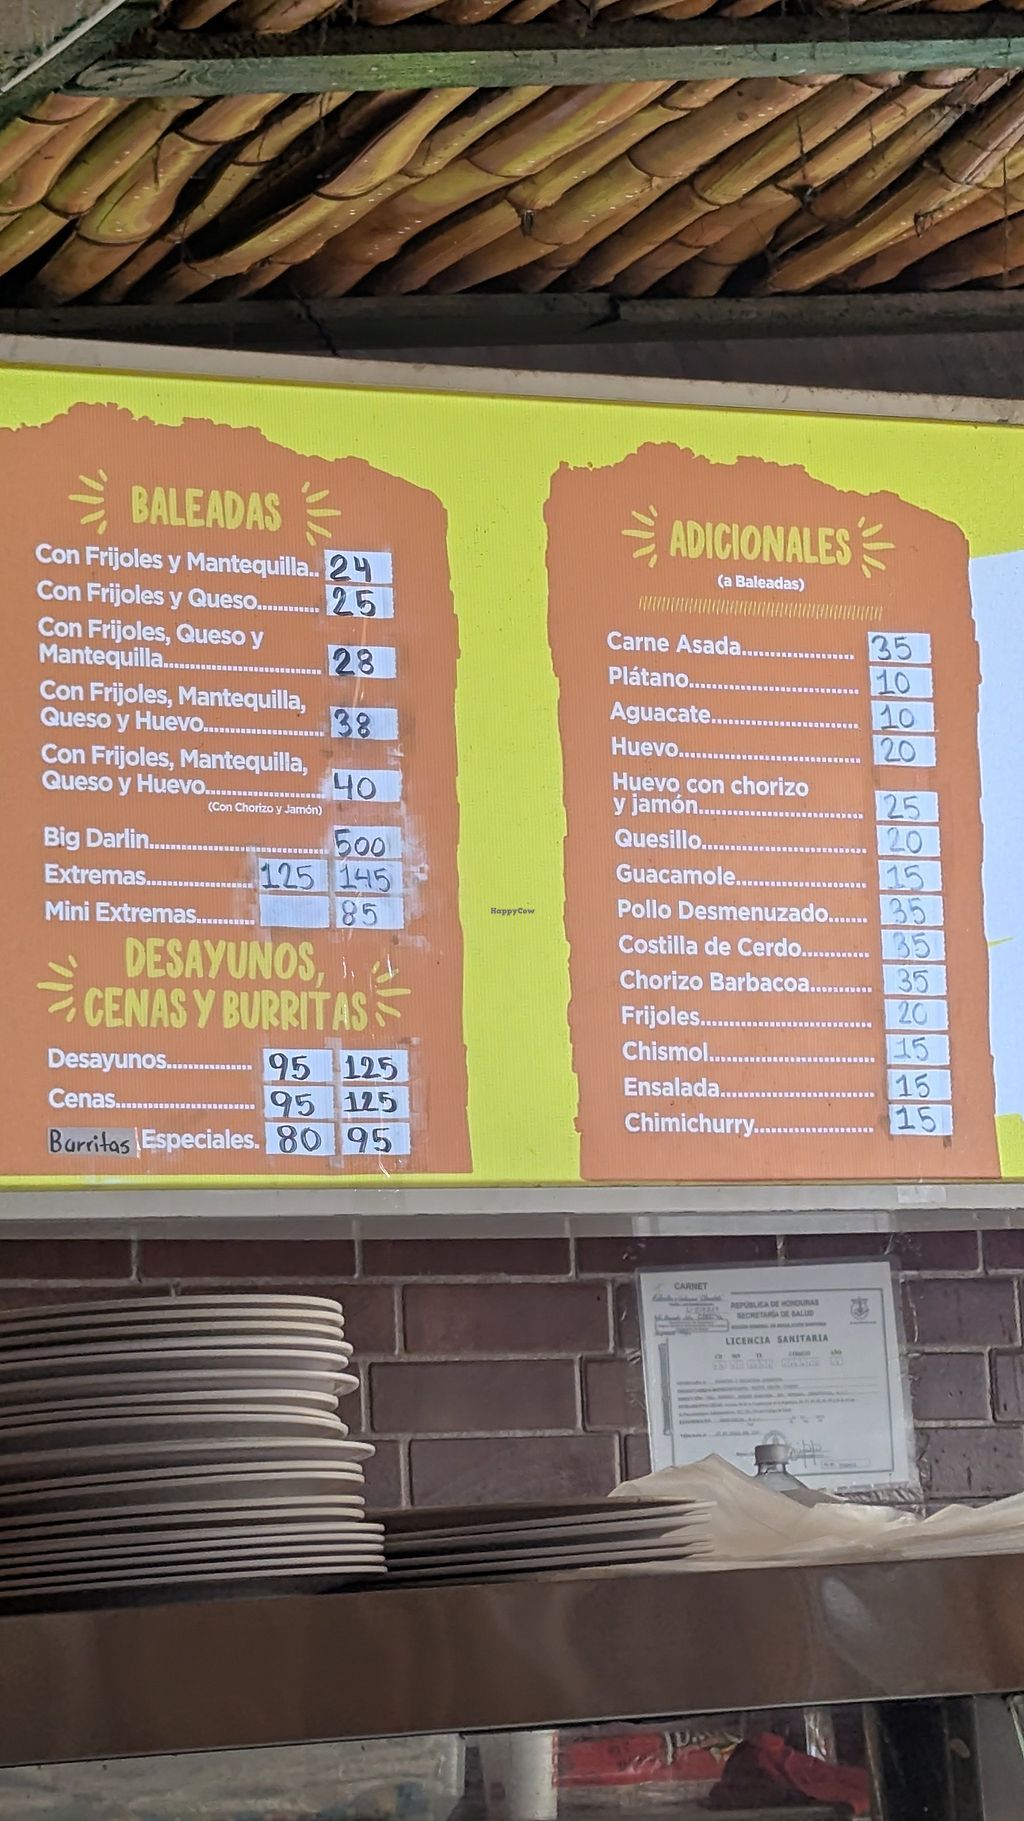 BALEADAS
Con Frijoles y Mantequilla.. 24
Con Frijoles y Queso............ 25
Con Frijoles, Queso y
Mantequilla............................. 28
Con Frijoles, Mantequilla,
Queso y Huevo...................... 38
Con Frijoles, Mantequilla,
Queso y Huevo...................... 40
(Con Chorizo y Jamón)
Big Darlin................................ 500
Extremas................... 125 145
Mini Extremas........... 85
DESAYUNOS,
CENAS Y BURRITAS
Desayunos............... 95 125
Cenas......................... 95 125
Burritas Especiales. 80 95
ADICIONALES
(a Baleadas)
Carne Asada.................... 35
Plátano.............................. 10
Aguacate.......................... 10
Huevo................................ 20
Huevo con chorizo
y jamón............................. 25
Quesillo............................. 20
Guacamole....................... 15
Pollo Desmenuzado....... 35
Costilla de Cerdo............ 35
Chorizo Barbacoa........... 35
Frijoles.............................. 20
Chismol............................. 15
Ensalada........................... 15
Chimichurry..................... 15
HappyCow
CARNET
REPÚBLICA DE HONDURAS
SECRETARÍA DE SALUD
LICENCIA SANITARIA